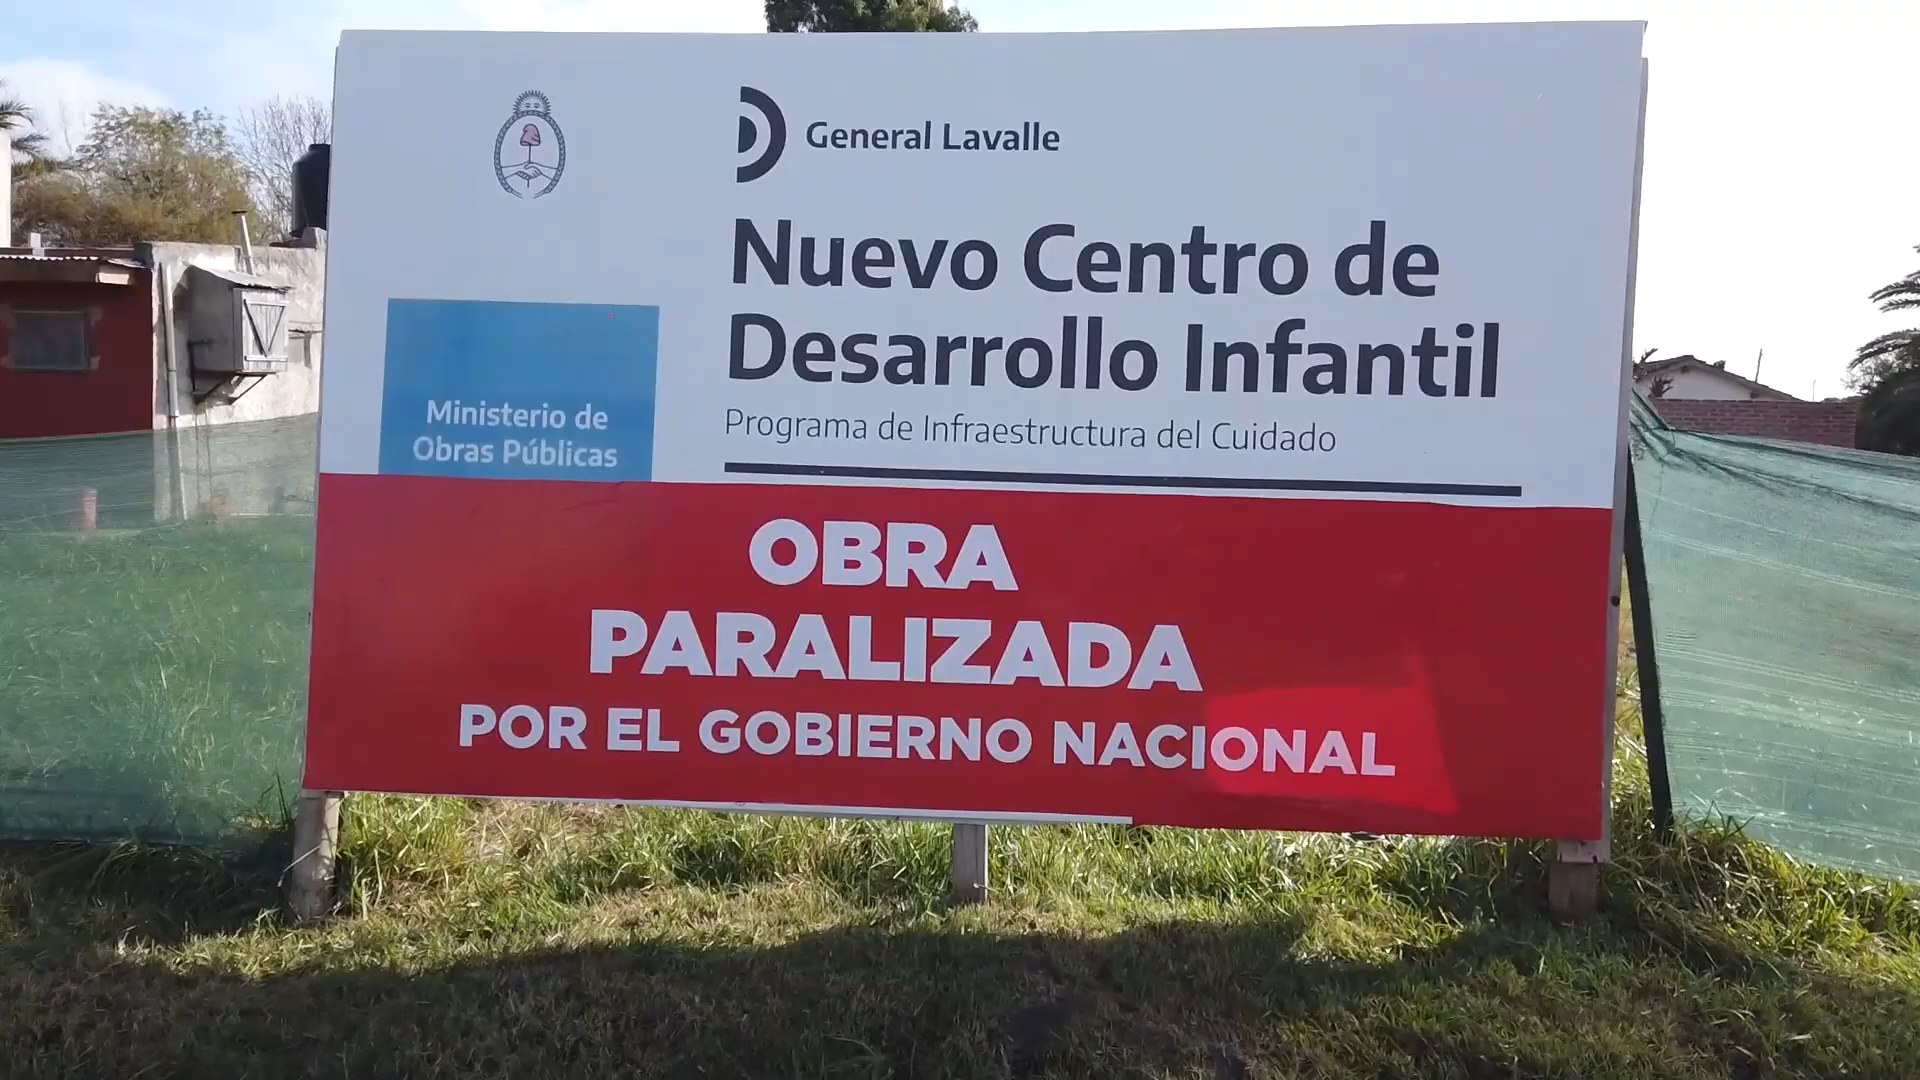 General Lavalle
Nuevo Centro de
Desarrollo Infantil
Programa de Infraestructura del Cuidado
Ministerio de
Obras Públicas
OBRA
PARALIZADA
POR EL GOBIERNO NACIONAL